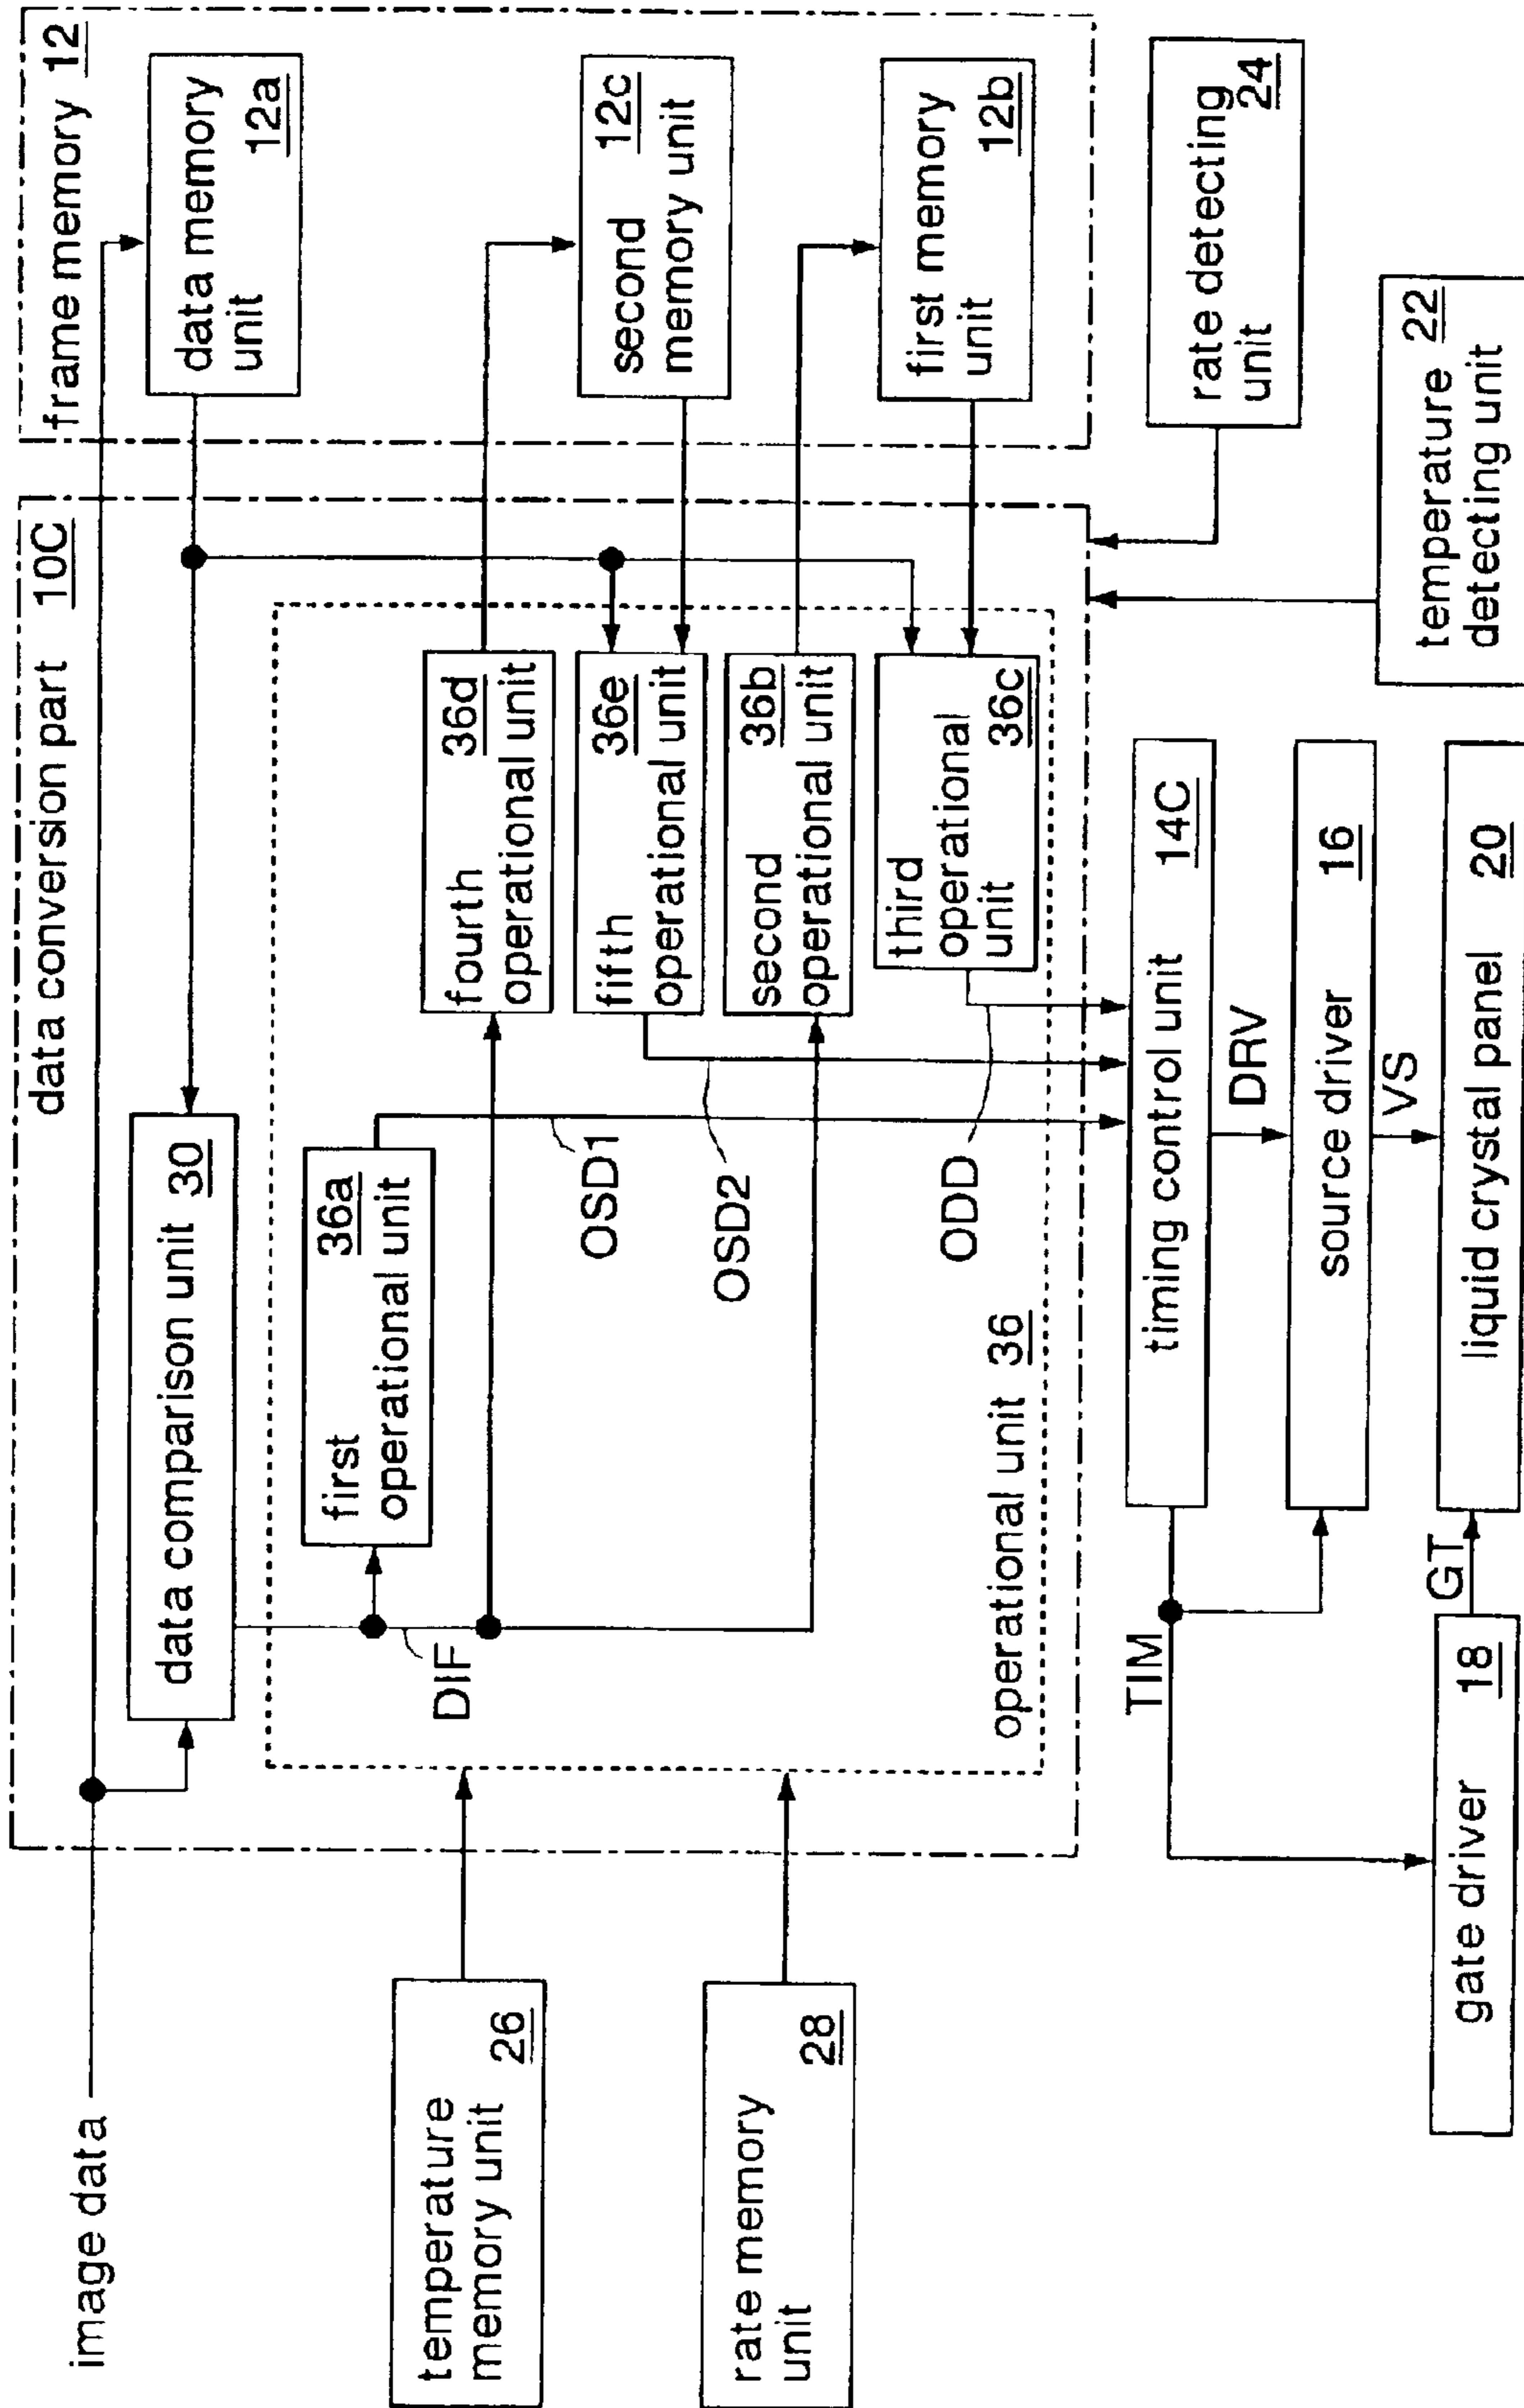 image data
data conversion part 10C
frame memory 12
data comparison unit 30
data memory
unit 12a
temperature
memory unit 26
rate memory
unit 28
DIF
first 36a
operational unit
fourth 36d
operational unit
fifth 36e
operational unit
second 36b
operational unit
third
operational
unit 36c
second 12c
memory unit
first memory
unit 12b
OSD1
OSD2
ODD
operational unit 36
TIM
timing control unit 14C
DRV
source driver 16
VS
gate driver 18
GT
liquid crystal panel 20
rate detecting
unit 24
temperature 22
detecting unit